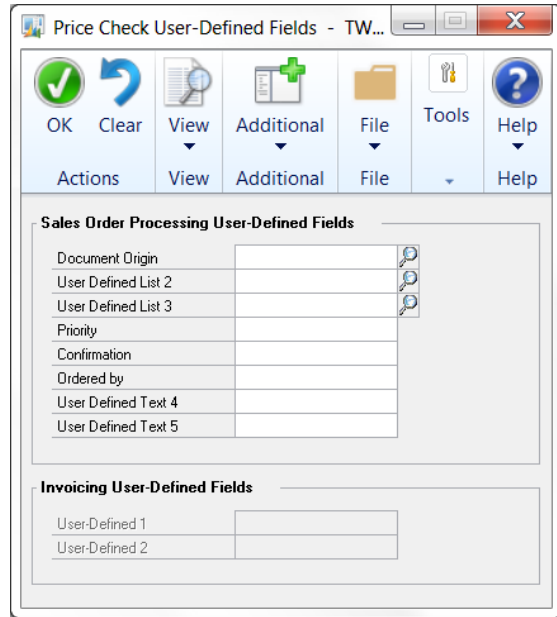 Price Check User-Defined Fields - TW...
OK Clear View Additional File Tools Help
Actions View Additional File Help
Sales Order Processing User-Defined Fields
Document Origin
User Defined List 2
User Defined List 3
Priority
Confirmation
Ordered by
User Defined Text 4
User Defined Text 5
Invoicing User-Defined Fields
User-Defined 1
User-Defined 2